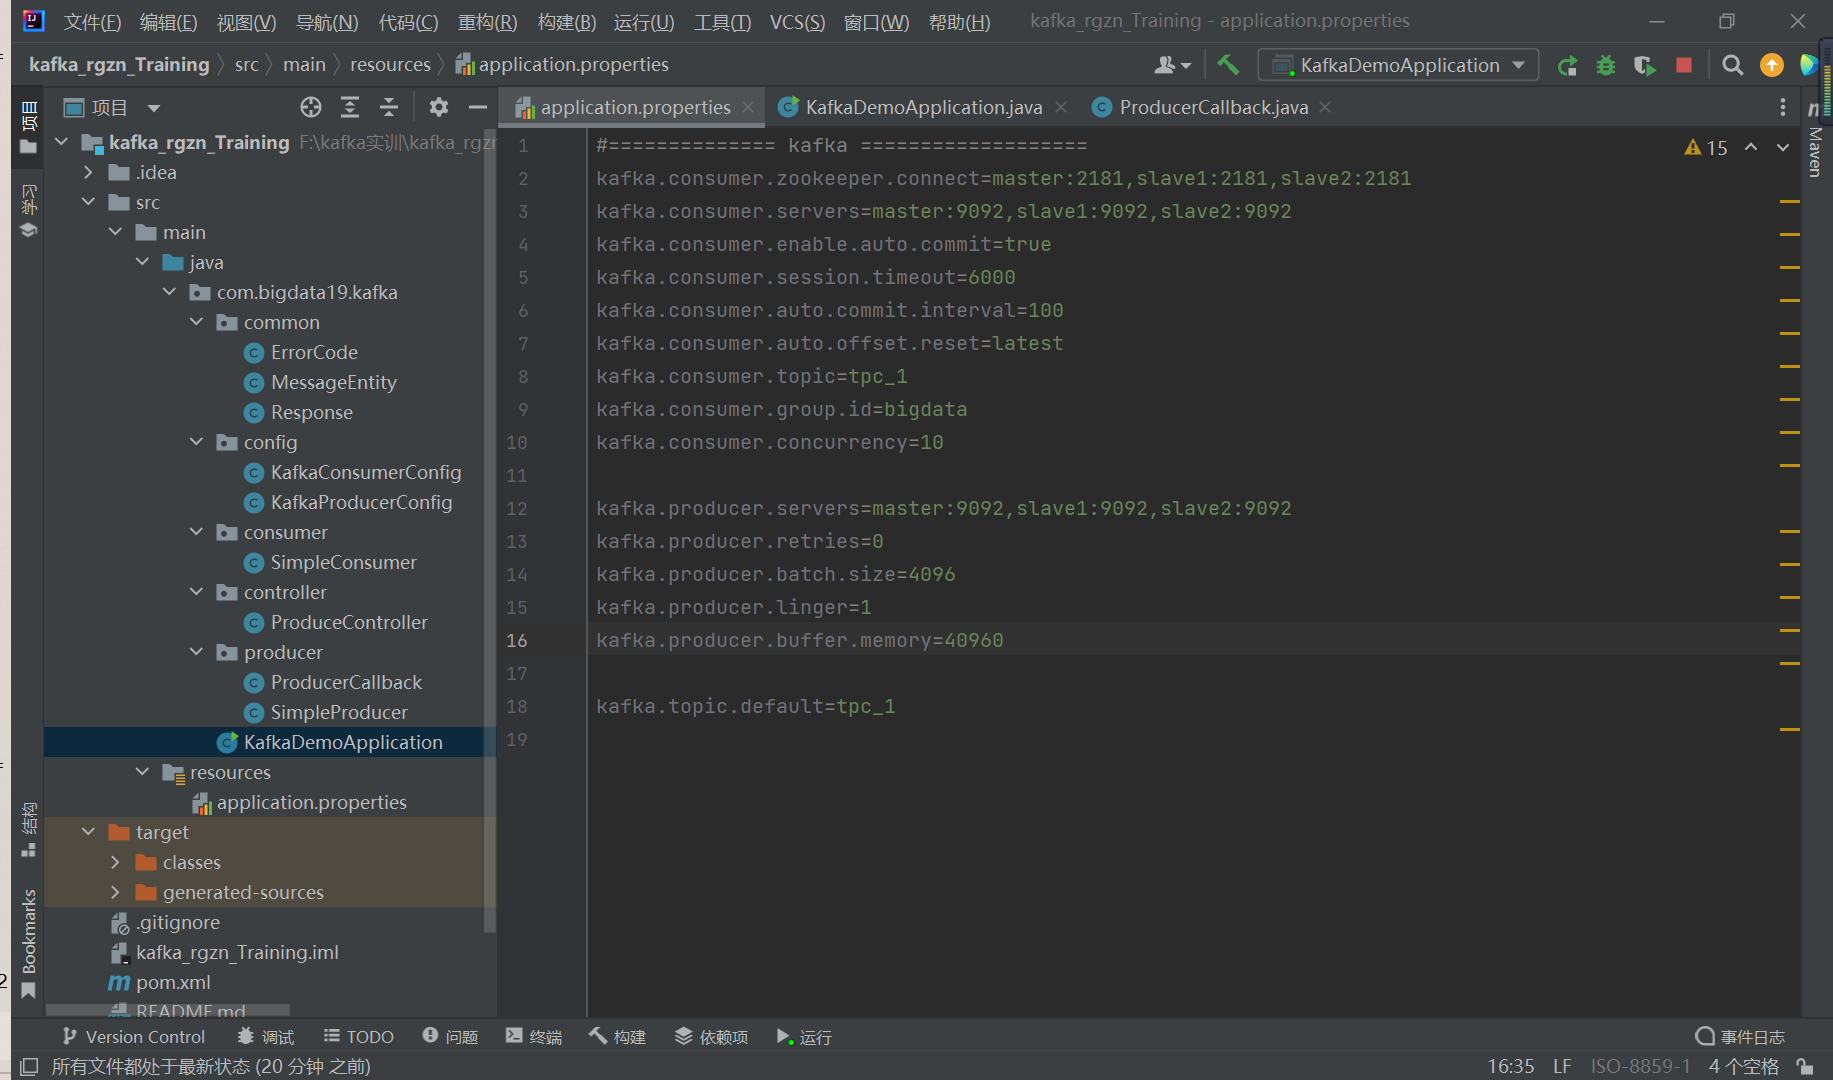 文件(F) 编辑(E) 视图(V) 导航(N) 代码(C) 重构(R) 构建(B) 运行(U) 工具(T) VCS(S) 窗口(W) 帮助(H) kafka_rgzn_Training - application.properties
kafka_rgzn_Training src main resources application.properties KafkaDemoApplication
项目
application.properties KafkaDemoApplication.java ProducerCallback.java
kafka_rgzn_Training F:\kafka实训\kafka_rgzn
.idea
src
main
java
com.bigdata19.kafka
common
ErrorCode
MessageEntity
Response
config
KafkaConsumerConfig
KafkaProducerConfig
consumer
SimpleConsumer
controller
ProduceController
producer
ProducerCallback
SimpleProducer
KafkaDemoApplication
resources
application.properties
target
classes
generated-sources
.gitignore
kafka_rgzn_Training.iml
pom.xml
README.md
项目
学习
结构
Bookmarks
1 #============== kafka ===================
2 kafka.consumer.zookeeper.connect=master:2181,slave1:2181,slave2:2181
3 kafka.consumer.servers=master:9092,slave1:9092,slave2:9092
4 kafka.consumer.enable.auto.commit=true
5 kafka.consumer.session.timeout=6000
6 kafka.consumer.auto.commit.interval=100
7 kafka.consumer.auto.offset.reset=latest
8 kafka.consumer.topic=tpc_1
9 kafka.consumer.group.id=bigdata
10 kafka.consumer.concurrency=10
11
12 kafka.producer.servers=master:9092,slave1:9092,slave2:9092
13 kafka.producer.retries=0
14 kafka.producer.batch.size=4096
15 kafka.producer.linger=1
16 kafka.producer.buffer.memory=40960
17
18 kafka.topic.default=tpc_1
19
15
Maven
Version Control 调试 TODO 问题 终端 构建 依赖项 运行 事件日志
所有文件都处于最新状态 (20 分钟 之前) 16:35 LF ISO-8859-1 4 个空格